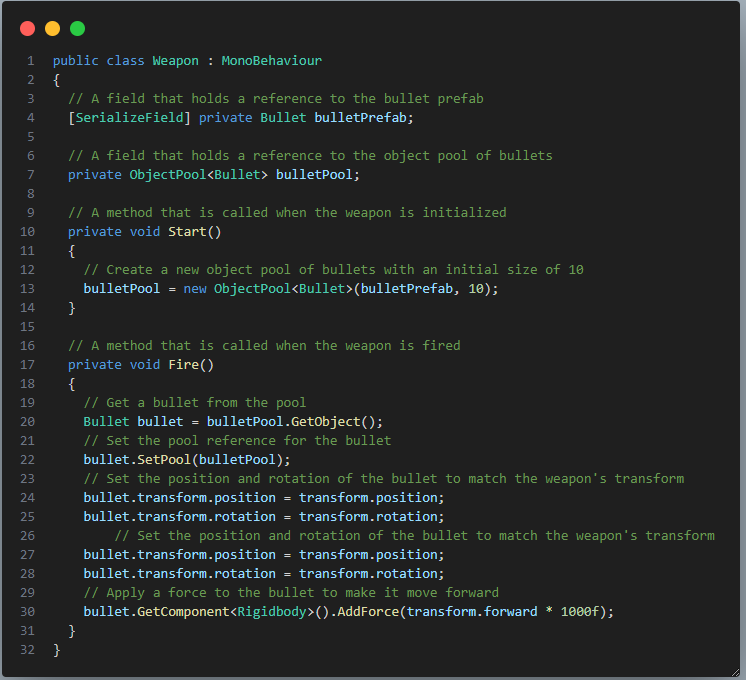 1 public class Weapon : MonoBehaviour
2 {
3   // A field that holds a reference to the bullet prefab
4   [SerializeField] private Bullet bulletPrefab;
5
6   // A field that holds a reference to the object pool of bullets
7   private ObjectPool<Bullet> bulletPool;
8
9   // A method that is called when the weapon is initialized
10   private void Start()
11   {
12     // Create a new object pool of bullets with an initial size of 10
13     bulletPool = new ObjectPool<Bullet>(bulletPrefab, 10);
14   }
15
16   // A method that is called when the weapon is fired
17   private void Fire()
18   {
19     // Get a bullet from the pool
20     Bullet bullet = bulletPool.GetObject();
21     // Set the pool reference for the bullet
22     bullet.SetPool(bulletPool);
23     // Set the position and rotation of the bullet to match the weapon's transform
24     bullet.transform.position = transform.position;
25     bullet.transform.rotation = transform.rotation;
26         // Set the position and rotation of the bullet to match the weapon's transform
27     bullet.transform.position = transform.position;
28     bullet.transform.rotation = transform.rotation;
29     // Apply a force to the bullet to make it move forward
30     bullet.GetComponent<Rigidbody>().AddForce(transform.forward * 1000f);
31   }
32 }